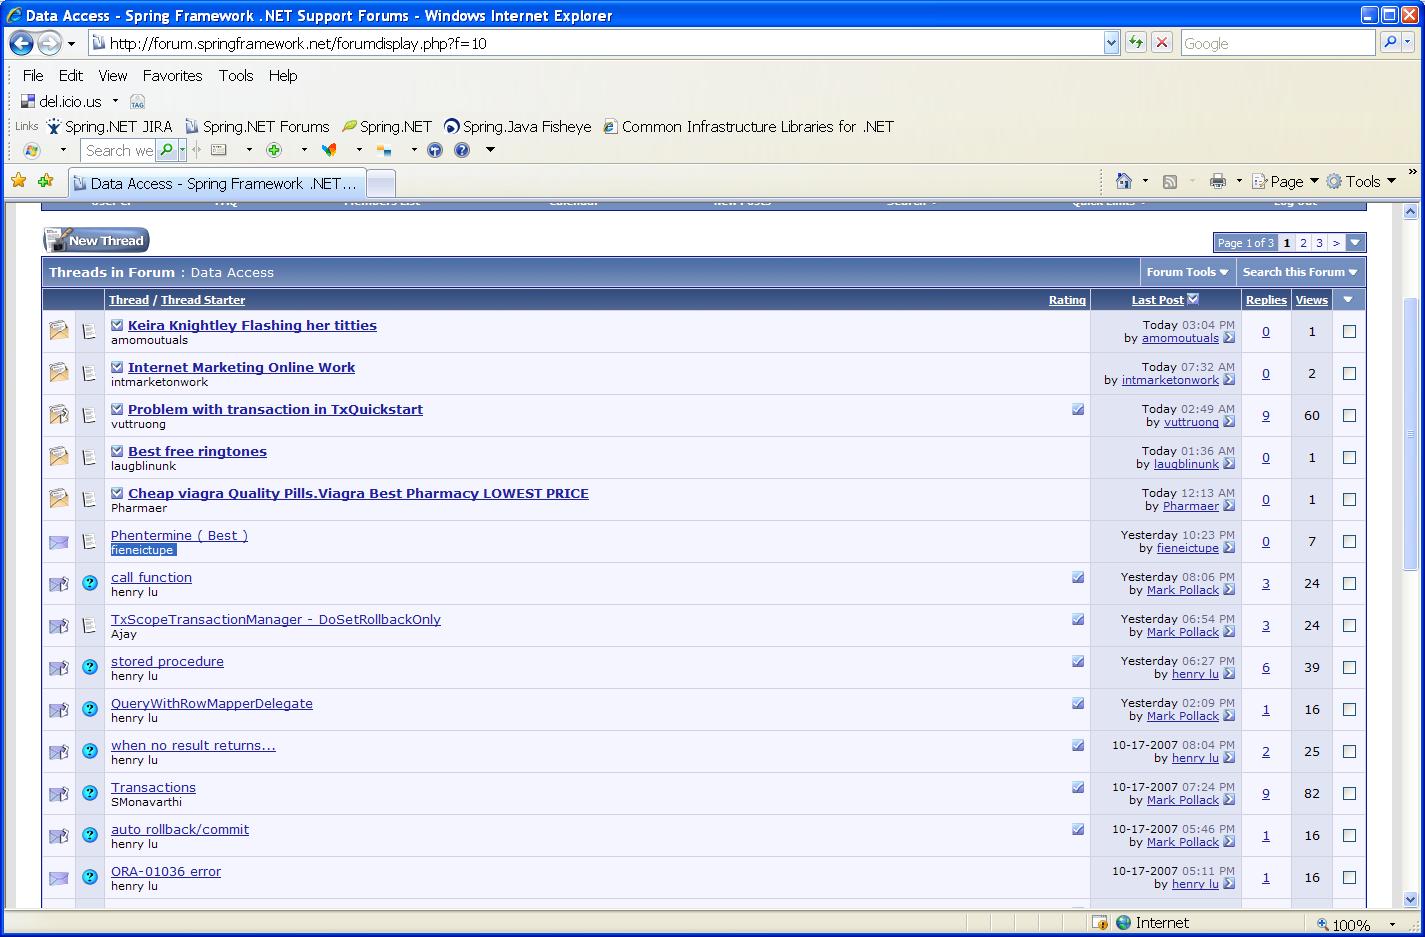 Data Access - Spring Framework .NET Support Forums - Windows Internet Explorer
http://forum.springframework.net/forumdisplay.php?f=10
Google
File Edit View Favorites Tools Help
del.icio.us TAG
Links Spring.NET JIRA Spring.NET Forums Spring.NET Spring.Java Fisheye Common Infrastructure Libraries for .NET
Search we
Data Access - Spring Framework .NET... Page Tools »
User CP FAQ Members List Calendar New Posts Search Quick Links Log Out
New Thread Page 1 of 3 1 2 3 >
Threads in Forum : Data Access Forum Tools Search this Forum
Thread / Thread Starter Rating Last Post Replies Views
Keira Knightley Flashing her titties Today 03:04 PM
amomoutuals by amomoutuals 0 1
Internet Marketing Online Work Today 07:32 AM
intmarketonwork by intmarketonwork 0 2
Problem with transaction in TxQuickstart Today 02:49 AM
vuttruong by vuttruong 9 60
Best free ringtones Today 01:36 AM
laugblinunk by laugblinunk 0 1
Cheap viagra Quality Pills.Viagra Best Pharmacy LOWEST PRICE Today 12:13 AM
Pharmaer by Pharmaer 0 1
Phentermine ( Best ) Yesterday 10:23 PM
fieneictupe by fieneictupe 0 7
call function Yesterday 08:06 PM
henry lu by Mark Pollack 3 24
TxScopeTransactionManager - DoSetRollbackOnly Yesterday 06:54 PM
Ajay by Mark Pollack 3 24
stored procedure Yesterday 06:27 PM
henry lu by henry lu 6 39
QueryWithRowMapperDelegate Yesterday 02:09 PM
henry lu by Mark Pollack 1 16
when no result returns... 10-17-2007 08:04 PM
henry lu by henry lu 2 25
Transactions 10-17-2007 07:24 PM
SMonavarthi by Mark Pollack 9 82
auto rollback/commit 10-17-2007 05:46 PM
henry lu by Mark Pollack 1 16
ORA-01036 error 10-17-2007 05:11 PM
henry lu by henry lu 1 16
Internet 100%